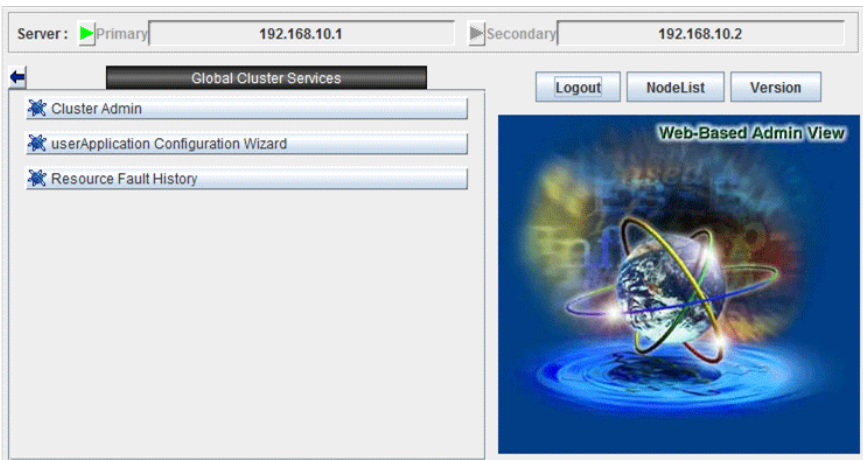 Server : Primary 192.168.10.1 Secondary 192.168.10.2
Global Cluster Services
Logout NodeList Version
Cluster Admin
userApplication Configuration Wizard
Resource Fault History
Web-Based Admin View